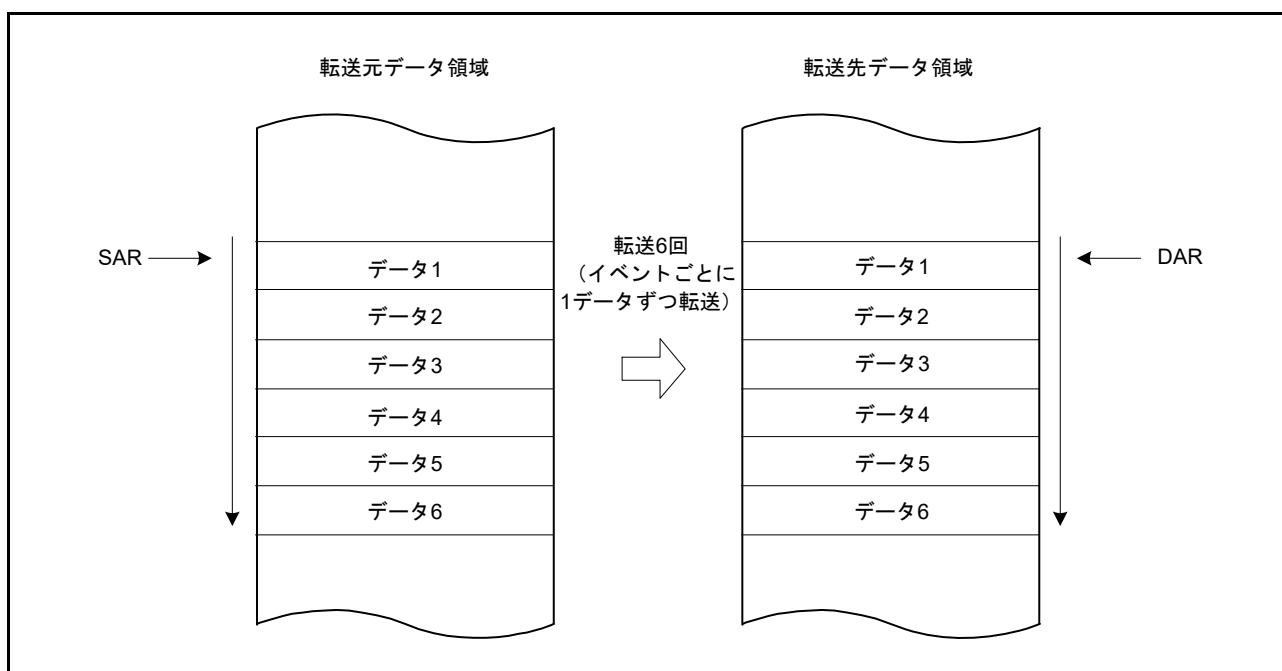 転送元データ領域
転送先データ領域
SAR
データ1
データ2
データ3
データ4
データ5
データ6
転送6回
（イベントごとに
1データずつ転送）
データ1
データ2
データ3
データ4
データ5
データ6
DAR